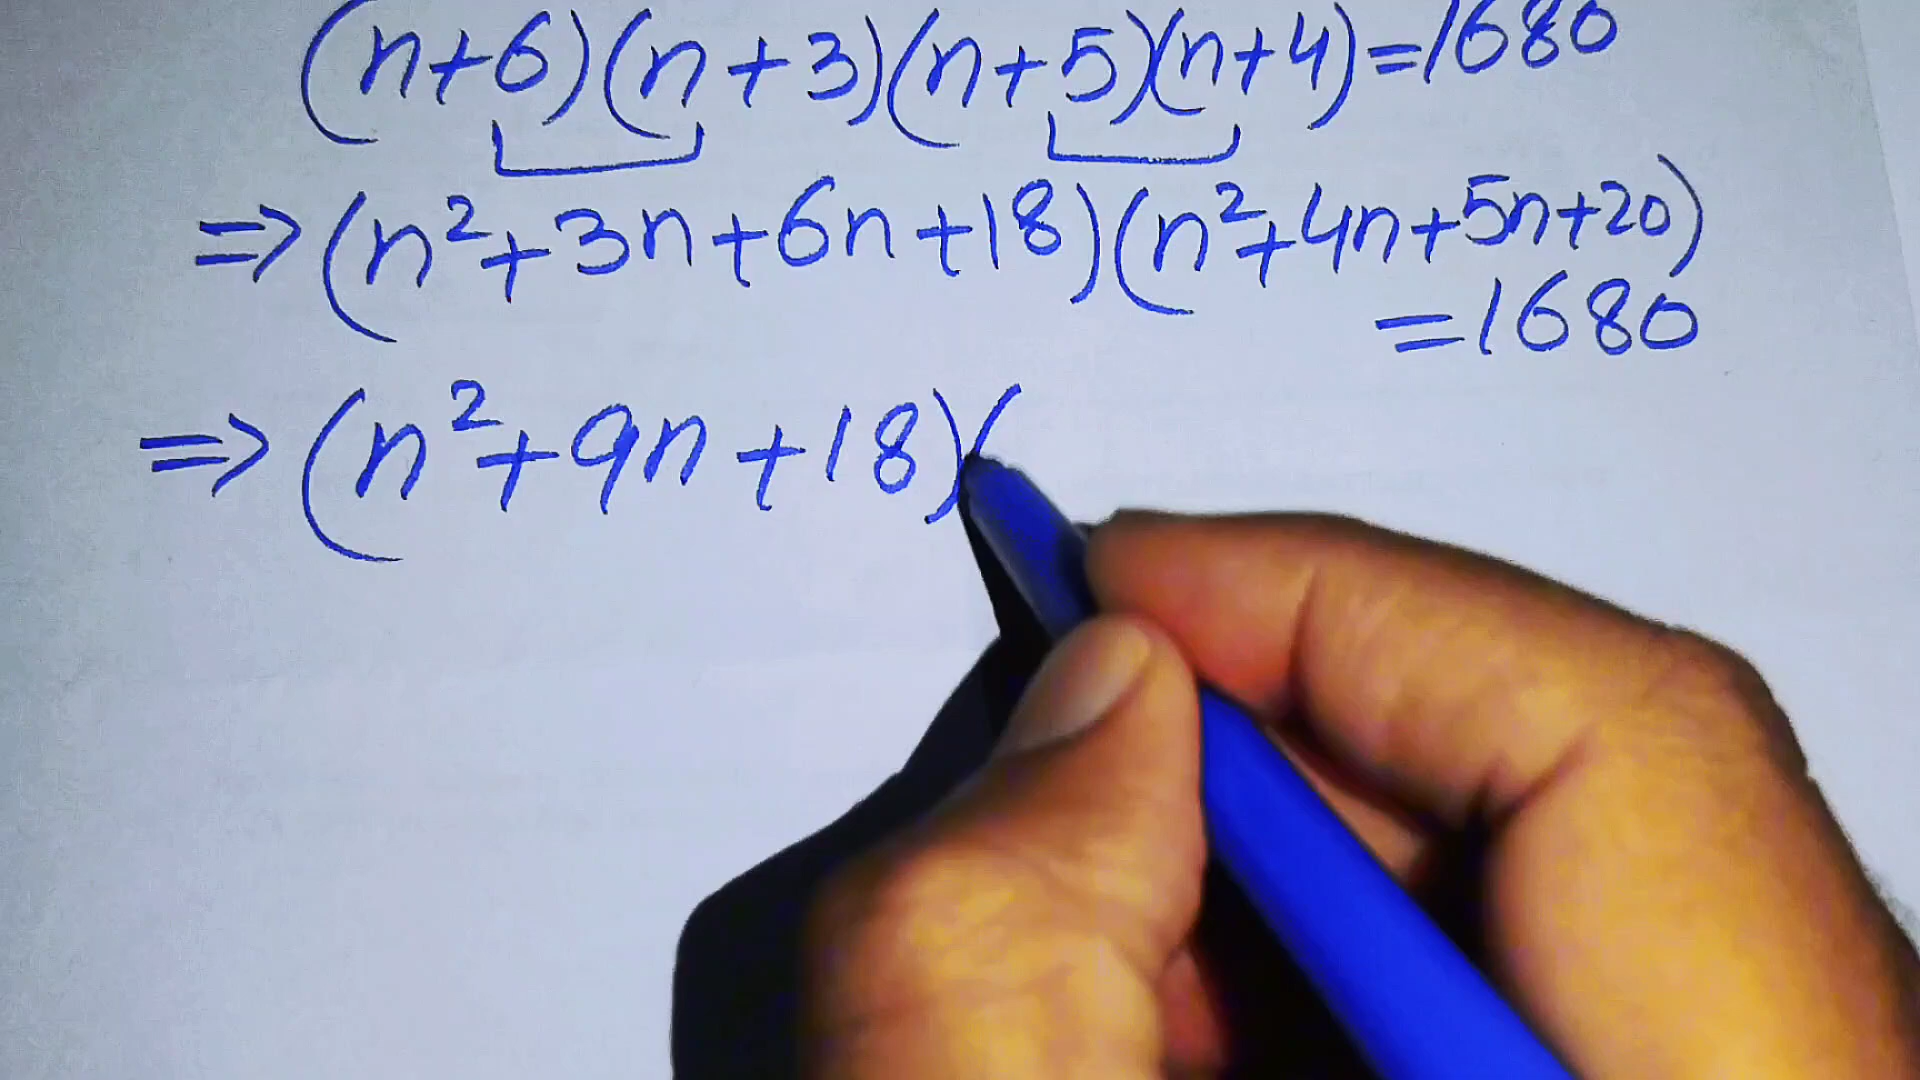 (n+6)(n+3)(n+5)(n+4)=1680
=>(n²+3n+6n+18)(n²+4n+5n+20)
=1680
=>(n²+9n+18)(